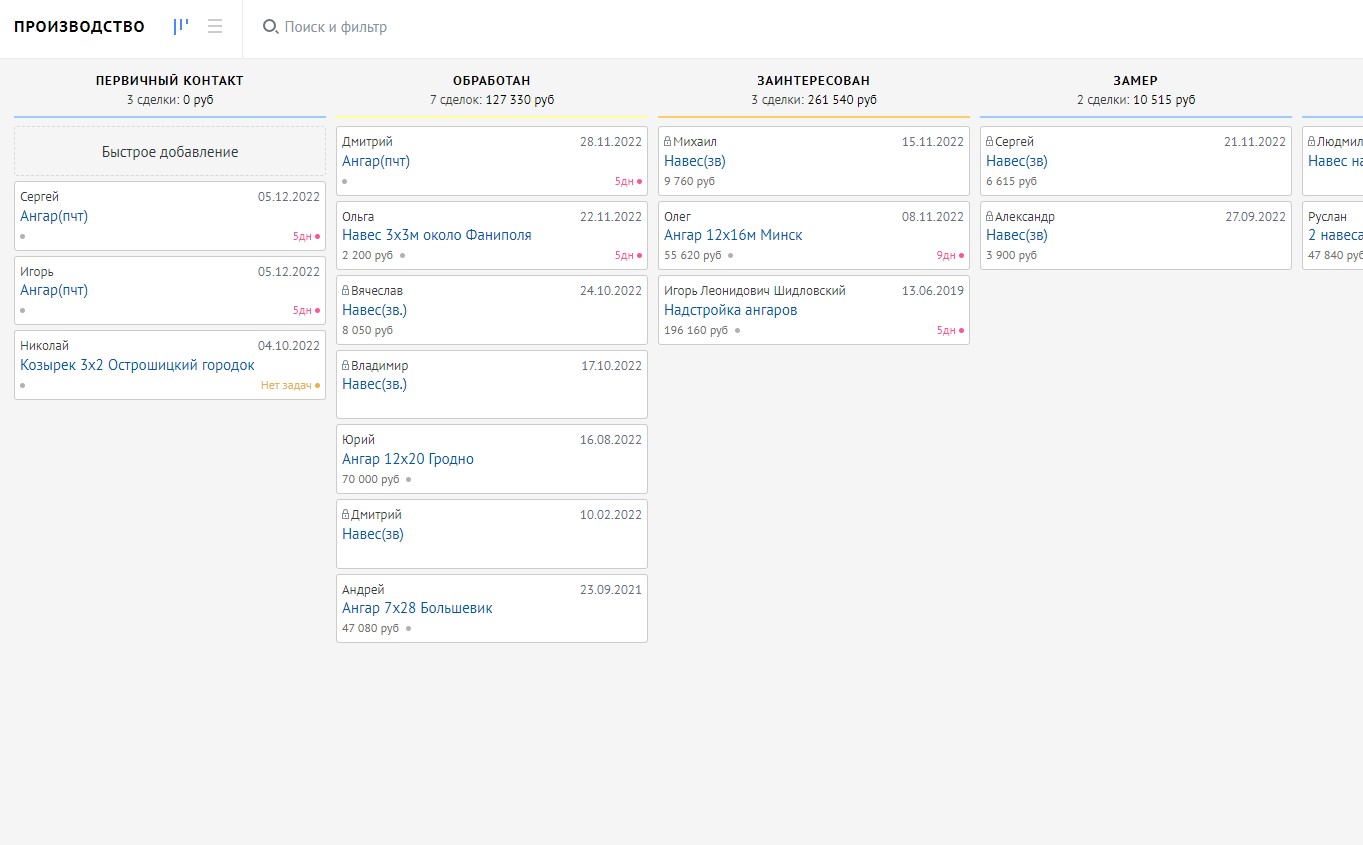 ПРОИЗВОДСТВО
Поиск и фильтр
ПЕРВИЧНЫЙ КОНТАКТ
3 сделки: 0 руб
Быстрое добавление
Сергей 05.12.2022
Ангар(пчт)
5дн
Игорь 05.12.2022
Ангар(пчт)
5дн
Николай 04.10.2022
Козырек 3х2 Острошицкий городок
Нет задач
ОБРАБОТАН
7 сделок: 127 330 руб
Дмитрий 28.11.2022
Ангар(пчт)
5дн
Ольга 22.11.2022
Навес 3х3м около Фаниполя
2 200 руб 5дн
Вячеслав 24.10.2022
Навес(зв.)
8 050 руб
Владимир 17.10.2022
Навес(зв.)
Юрий 16.08.2022
Ангар 12х20 Гродно
70 000 руб
Дмитрий 10.02.2022
Навес(зв)
Андрей 23.09.2021
Ангар 7х28 Большевик
47 080 руб
ЗАИНТЕРЕСОВАН
3 сделки: 261 540 руб
Михаил 15.11.2022
Навес(зв)
9 760 руб
Олег 08.11.2022
Ангар 12х16м Минск
55 620 руб 9дн
Игорь Леонидович Шидловский 13.06.2019
Надстройка ангаров
196 160 руб 5дн
ЗАМЕР
2 сделки: 10 515 руб
Сергей 21.11.2022
Навес(зв)
6 615 руб
Александр 27.09.2022
Навес(зв)
3 900 руб
Людмил
Навес на
Руслан
2 навеса
47 840 руб